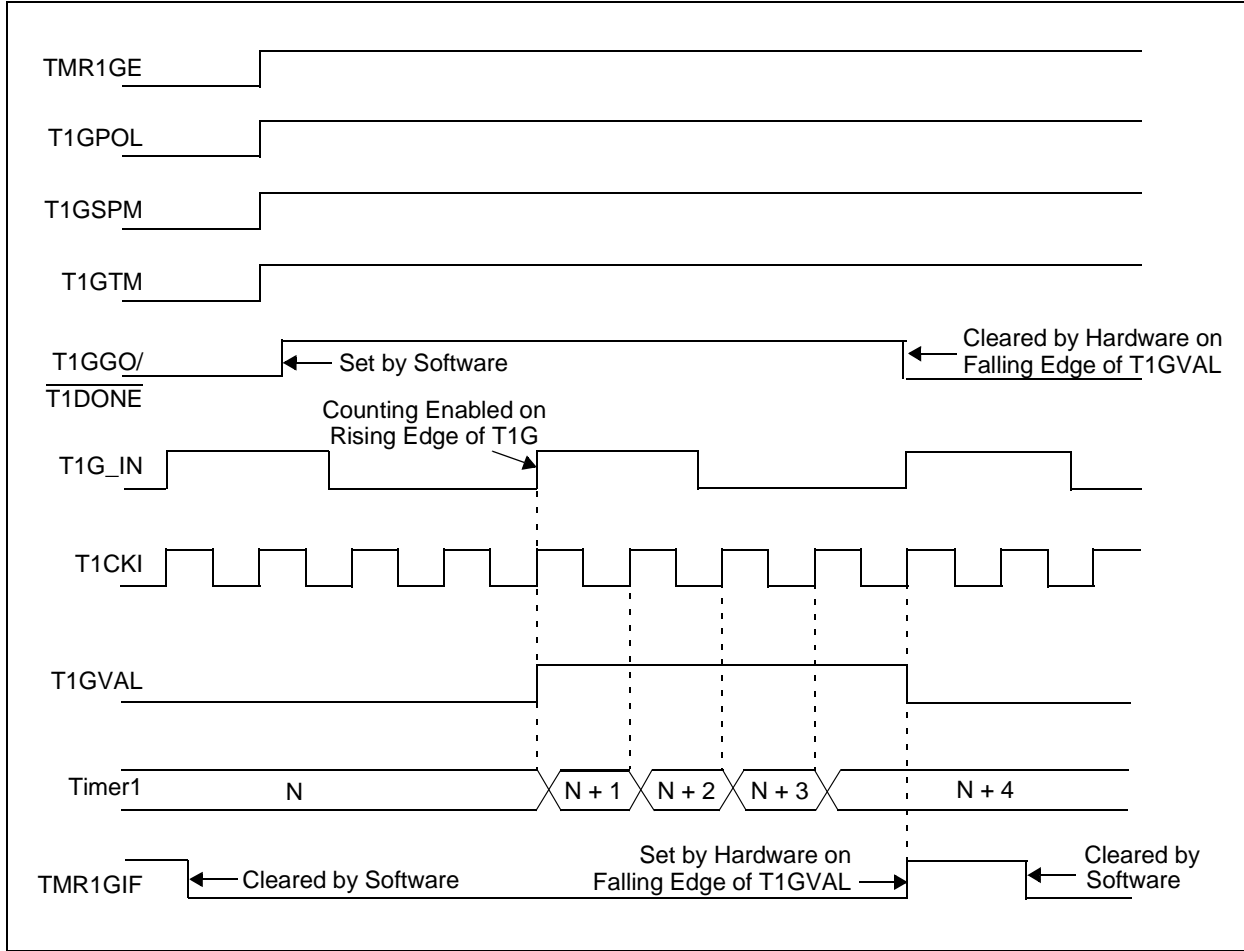 TMR1GE
T1GPOL
T1GSPM
T1GTM
T1GGO/
T1DONE
Set by Software
Cleared by Hardware on
Falling Edge of T1GVAL
Counting Enabled on
Rising Edge of T1G
T1G_IN
T1CKI
T1GVAL
Timer1
N
N + 1
N + 2
N + 3
N + 4
TMR1GIF
Cleared by Software
Set by Hardware on
Falling Edge of T1GVAL
Cleared by
Software